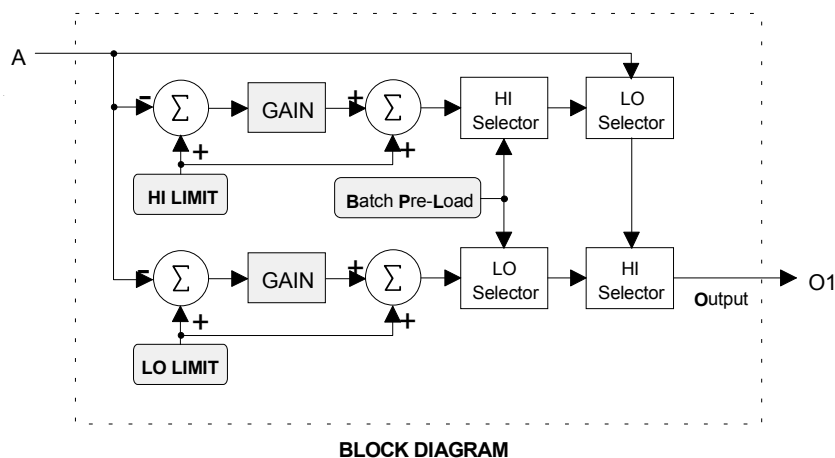 A
- Σ GAIN + Σ HI Selector LO Selector
+ +
HI LIMIT
Batch Pre-Load
- Σ GAIN + Σ LO Selector HI Selector
O1
Output
+ +
LO LIMIT
BLOCK DIAGRAM